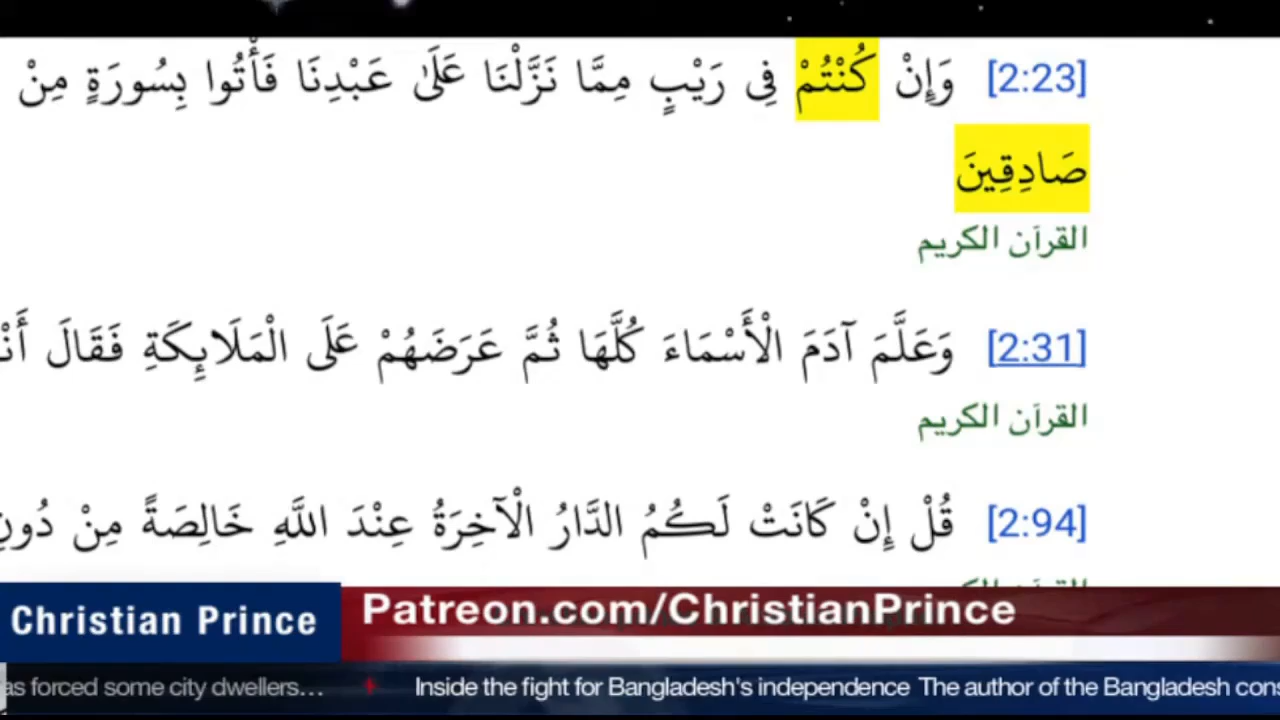 [2:23] وَإِنْ كُنْتُمْ فِي رَيْبٍ مِمَّا نَزَّلْنَا عَلَىٰ عَبْدِنَا فَأْتُوا بِسُورَةٍ مِنْ
صَادِقِينَ
القرآن الكريم
[2:31] وَعَلَّمَ آدَمَ الْأَسْمَاءَ كُلَّهَا ثُمَّ عَرَضَهُمْ عَلَى الْمَلَائِكَةِ فَقَالَ
القرآن الكريم
[2:94] قُلْ إِنْ كَانَتْ لَكُمُ الدَّارُ الْآخِرَةُ عِنْدَ اللَّهِ خَالِصَةً مِنْ دُونِ
Christian Prince
Patreon.com/ChristianPrince
as forced some city dwellers... Inside the fight for Bangladesh's independence The author of the Bangladesh cons